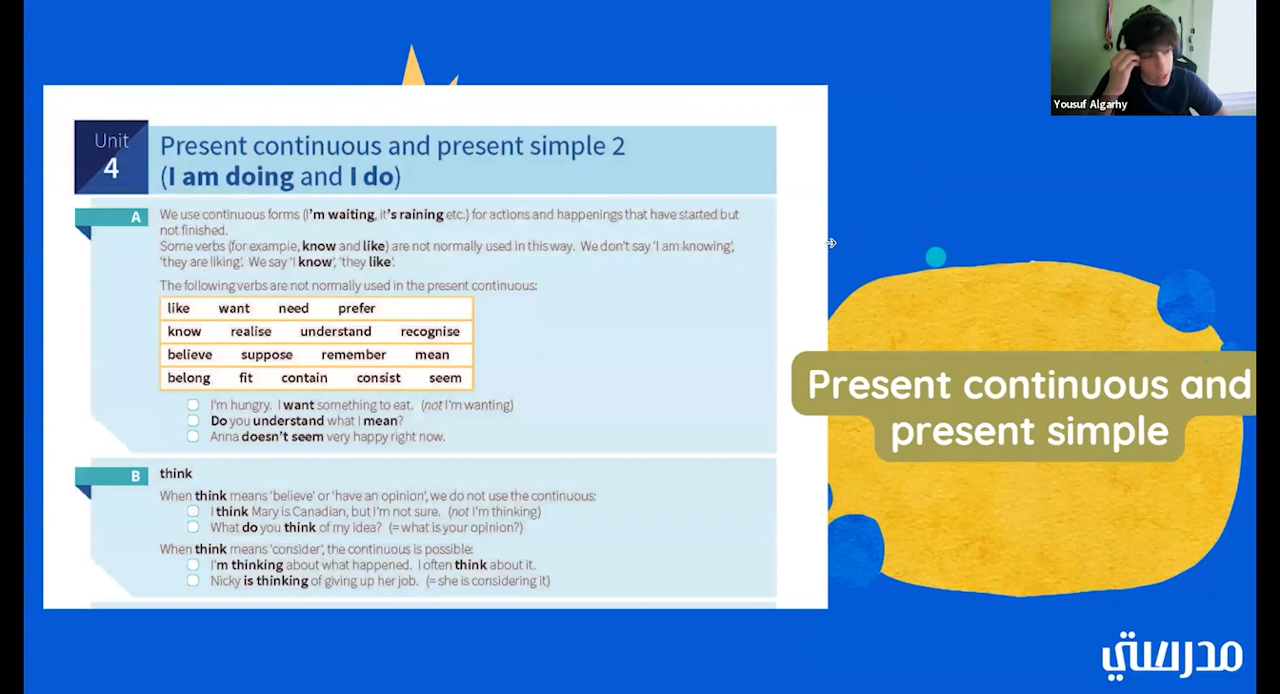 Yousuf Algarhy
Unit
4
Present continuous and present simple 2
(I am doing and I do)
A
We use continuous forms (I'm waiting, it's raining etc.) for actions and happenings that have started but
not finished.
Some verbs (for example, know and like) are not normally used in this way. We don't say 'I am knowing',
'they are liking'. We say 'I know', 'they like'.
The following verbs are not normally used in the present continuous:
like want need prefer
know realise understand recognise
believe suppose remember mean
belong fit contain consist seem
I'm hungry. I want something to eat. (not I'm wanting)
Do you understand what I mean?
Anna doesn't seem very happy right now.
B
think
When think means 'believe' or 'have an opinion', we do not use the continuous:
I think Mary is Canadian, but I'm not sure. (not I'm thinking)
What do you think of my idea? (= what is your opinion?)
When think means 'consider', the continuous is possible:
I'm thinking about what happened. I often think about it.
Nicky is thinking of giving up her job. (= she is considering it)
Present continuous and
present simple
مدرستي